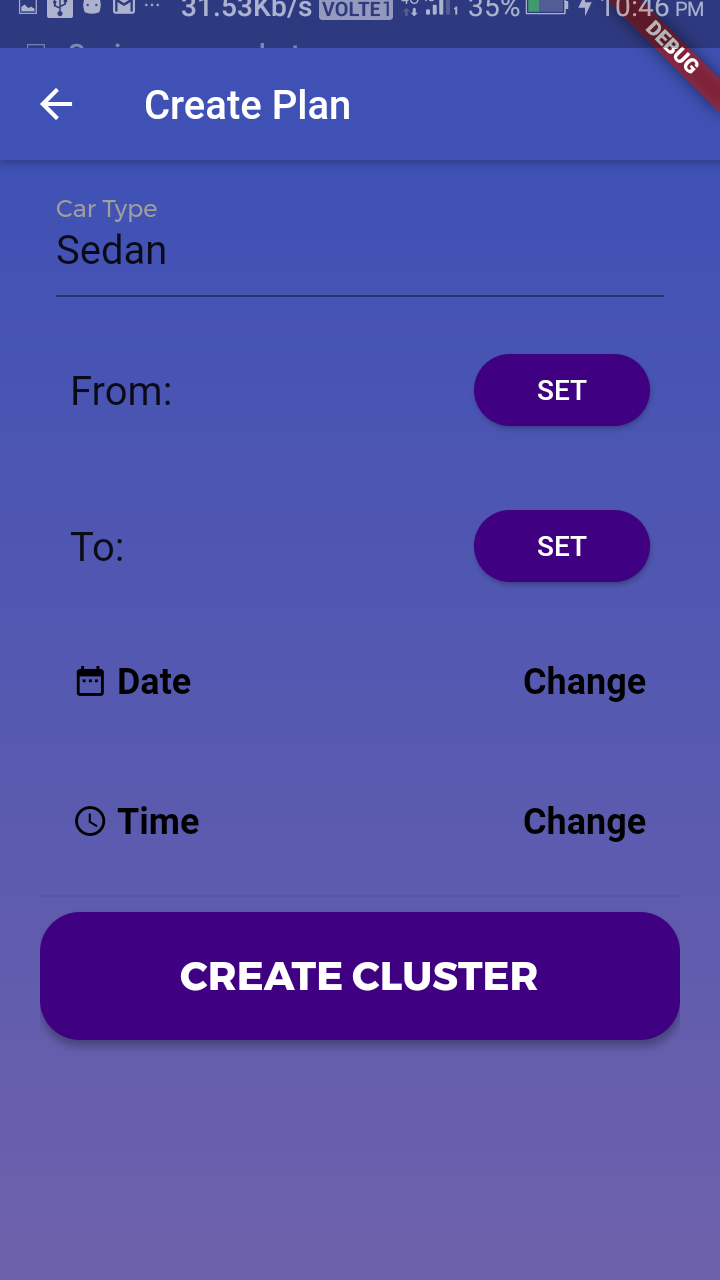 31.53Kb/s VOLTE1 35% 10:46 PM
DEBUG
Create Plan
Car Type
Sedan
From: SET
To: SET
Date Change
Time Change
CREATE CLUSTER